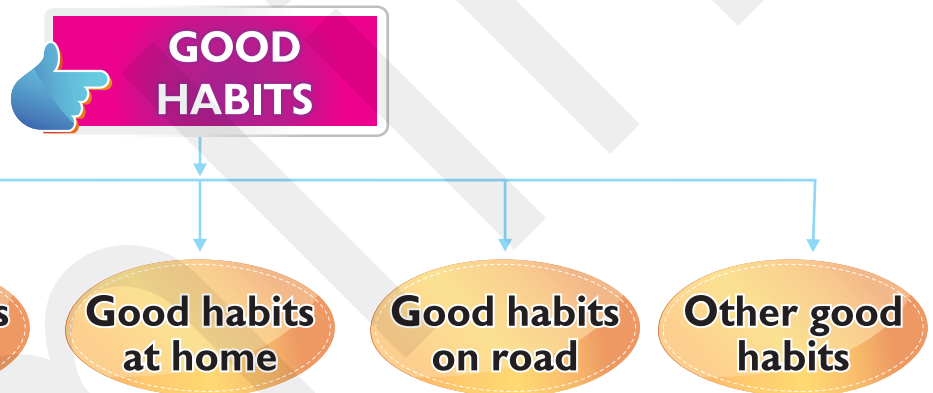 GOOD
HABITS
Good habits
at home
Good habits
on road
Other good
habits